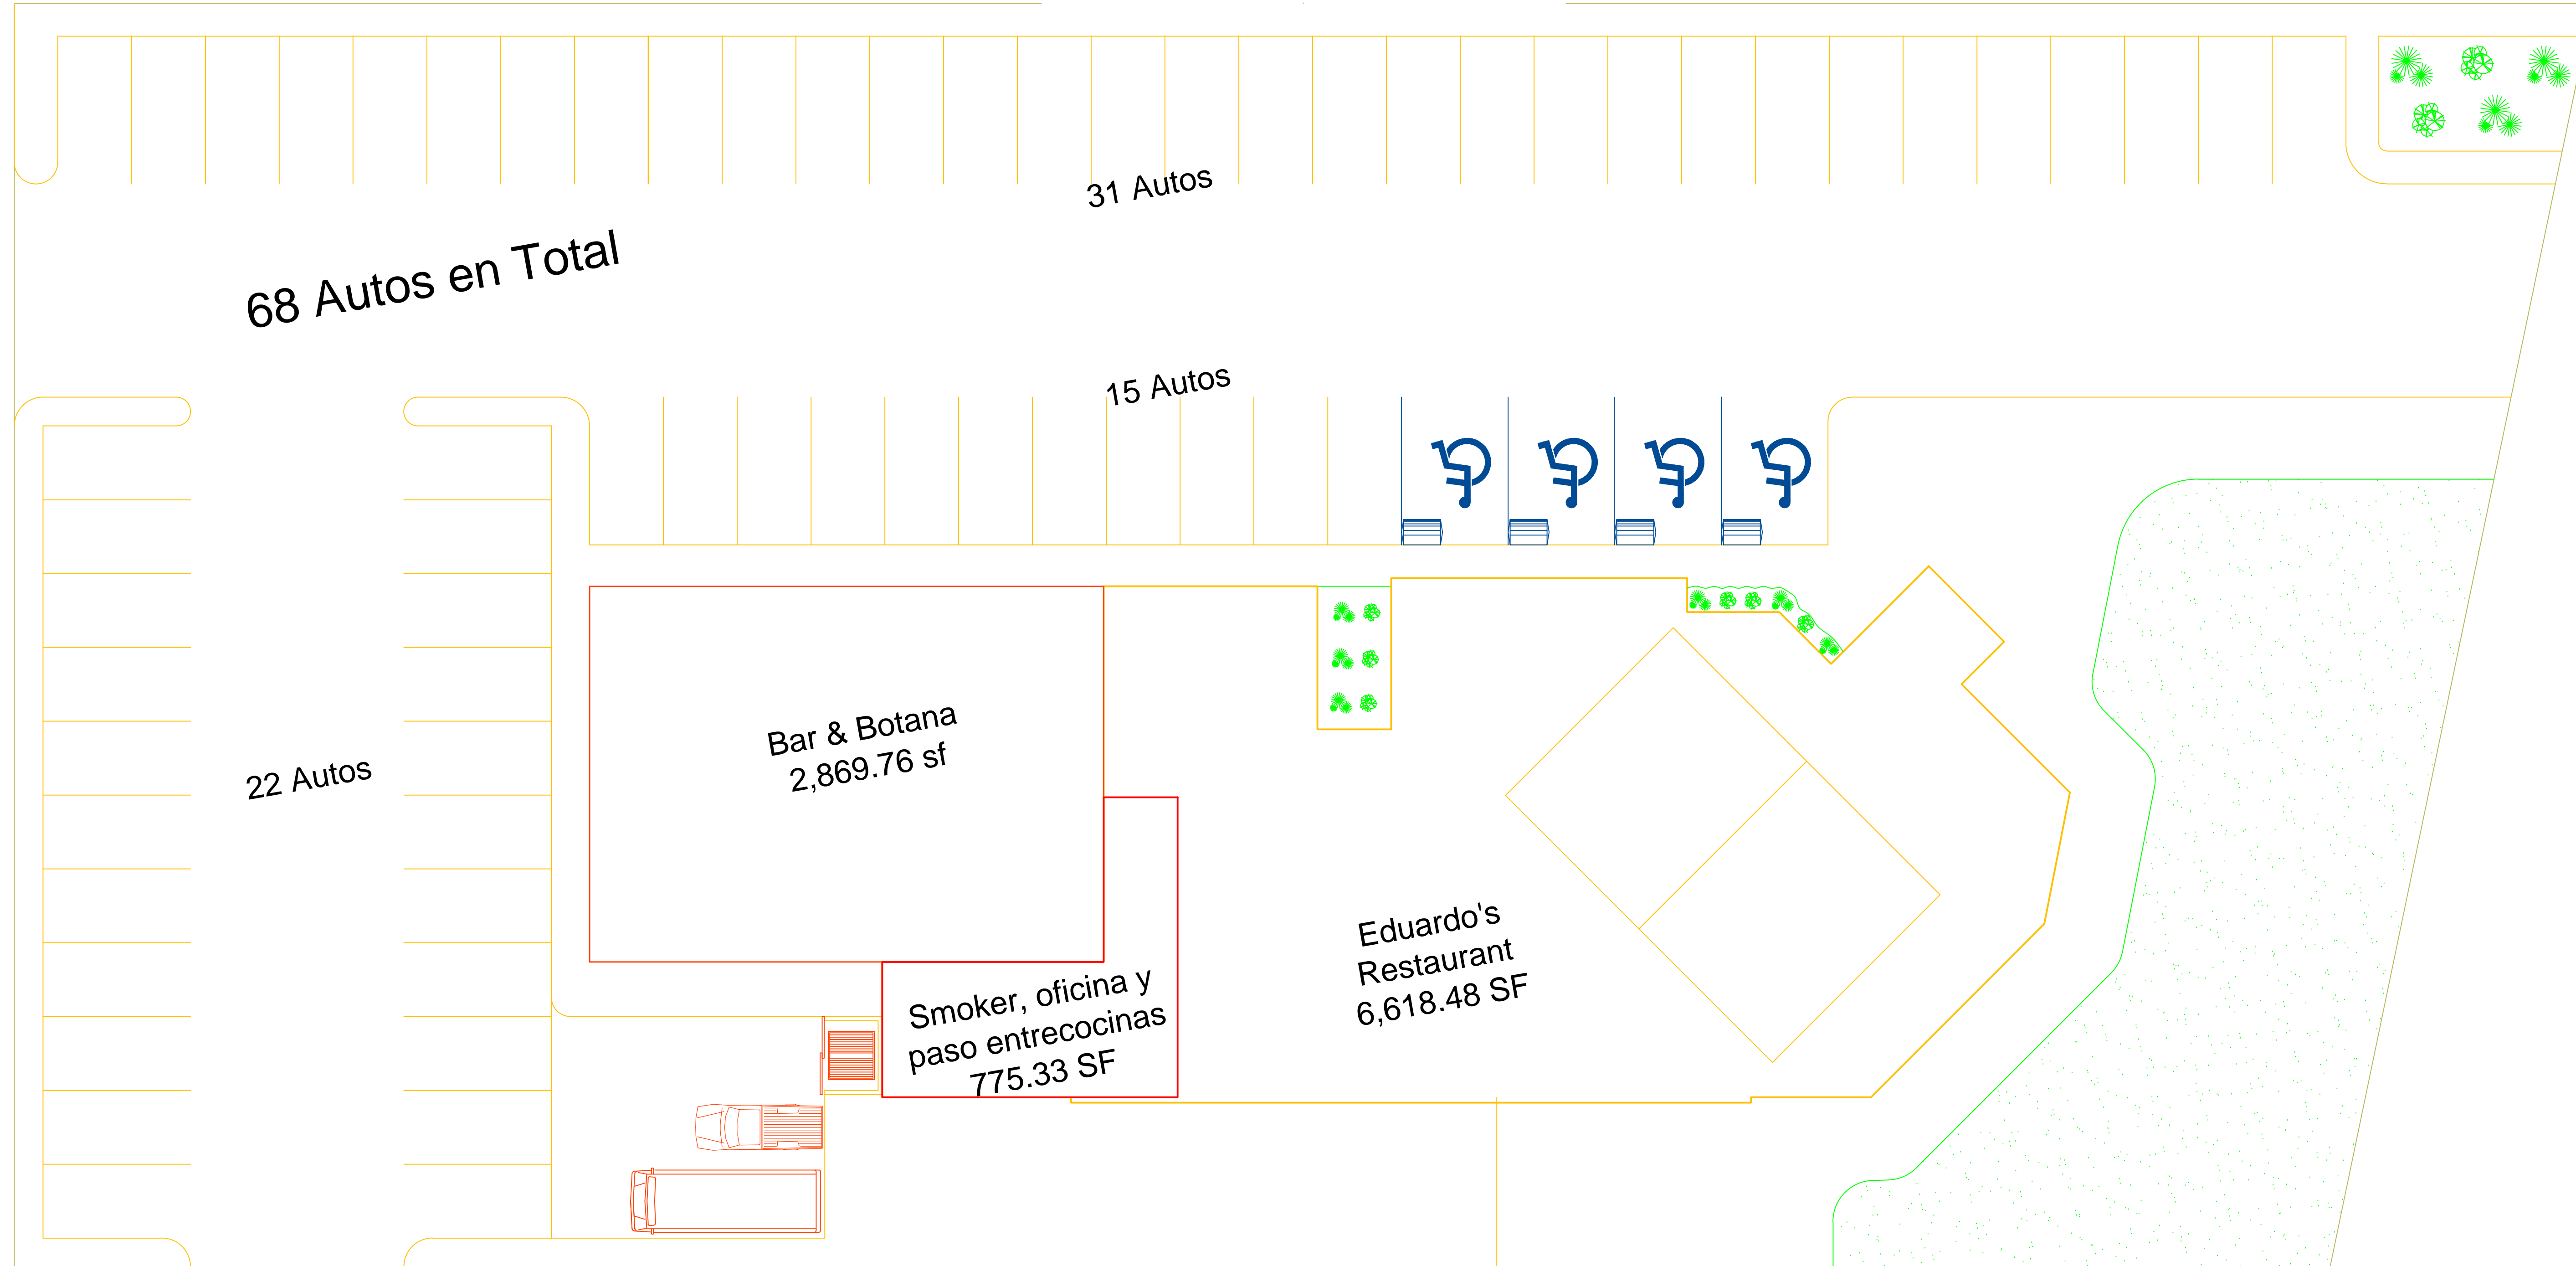 31 Autos
68 Autos en Total
15 Autos
Bar & Botana
2,869.76 sf
22 Autos
Eduardo's
Restaurant
6,618.48 SF
Smoker, oficina y
paso entrecocinas
775.33 SF